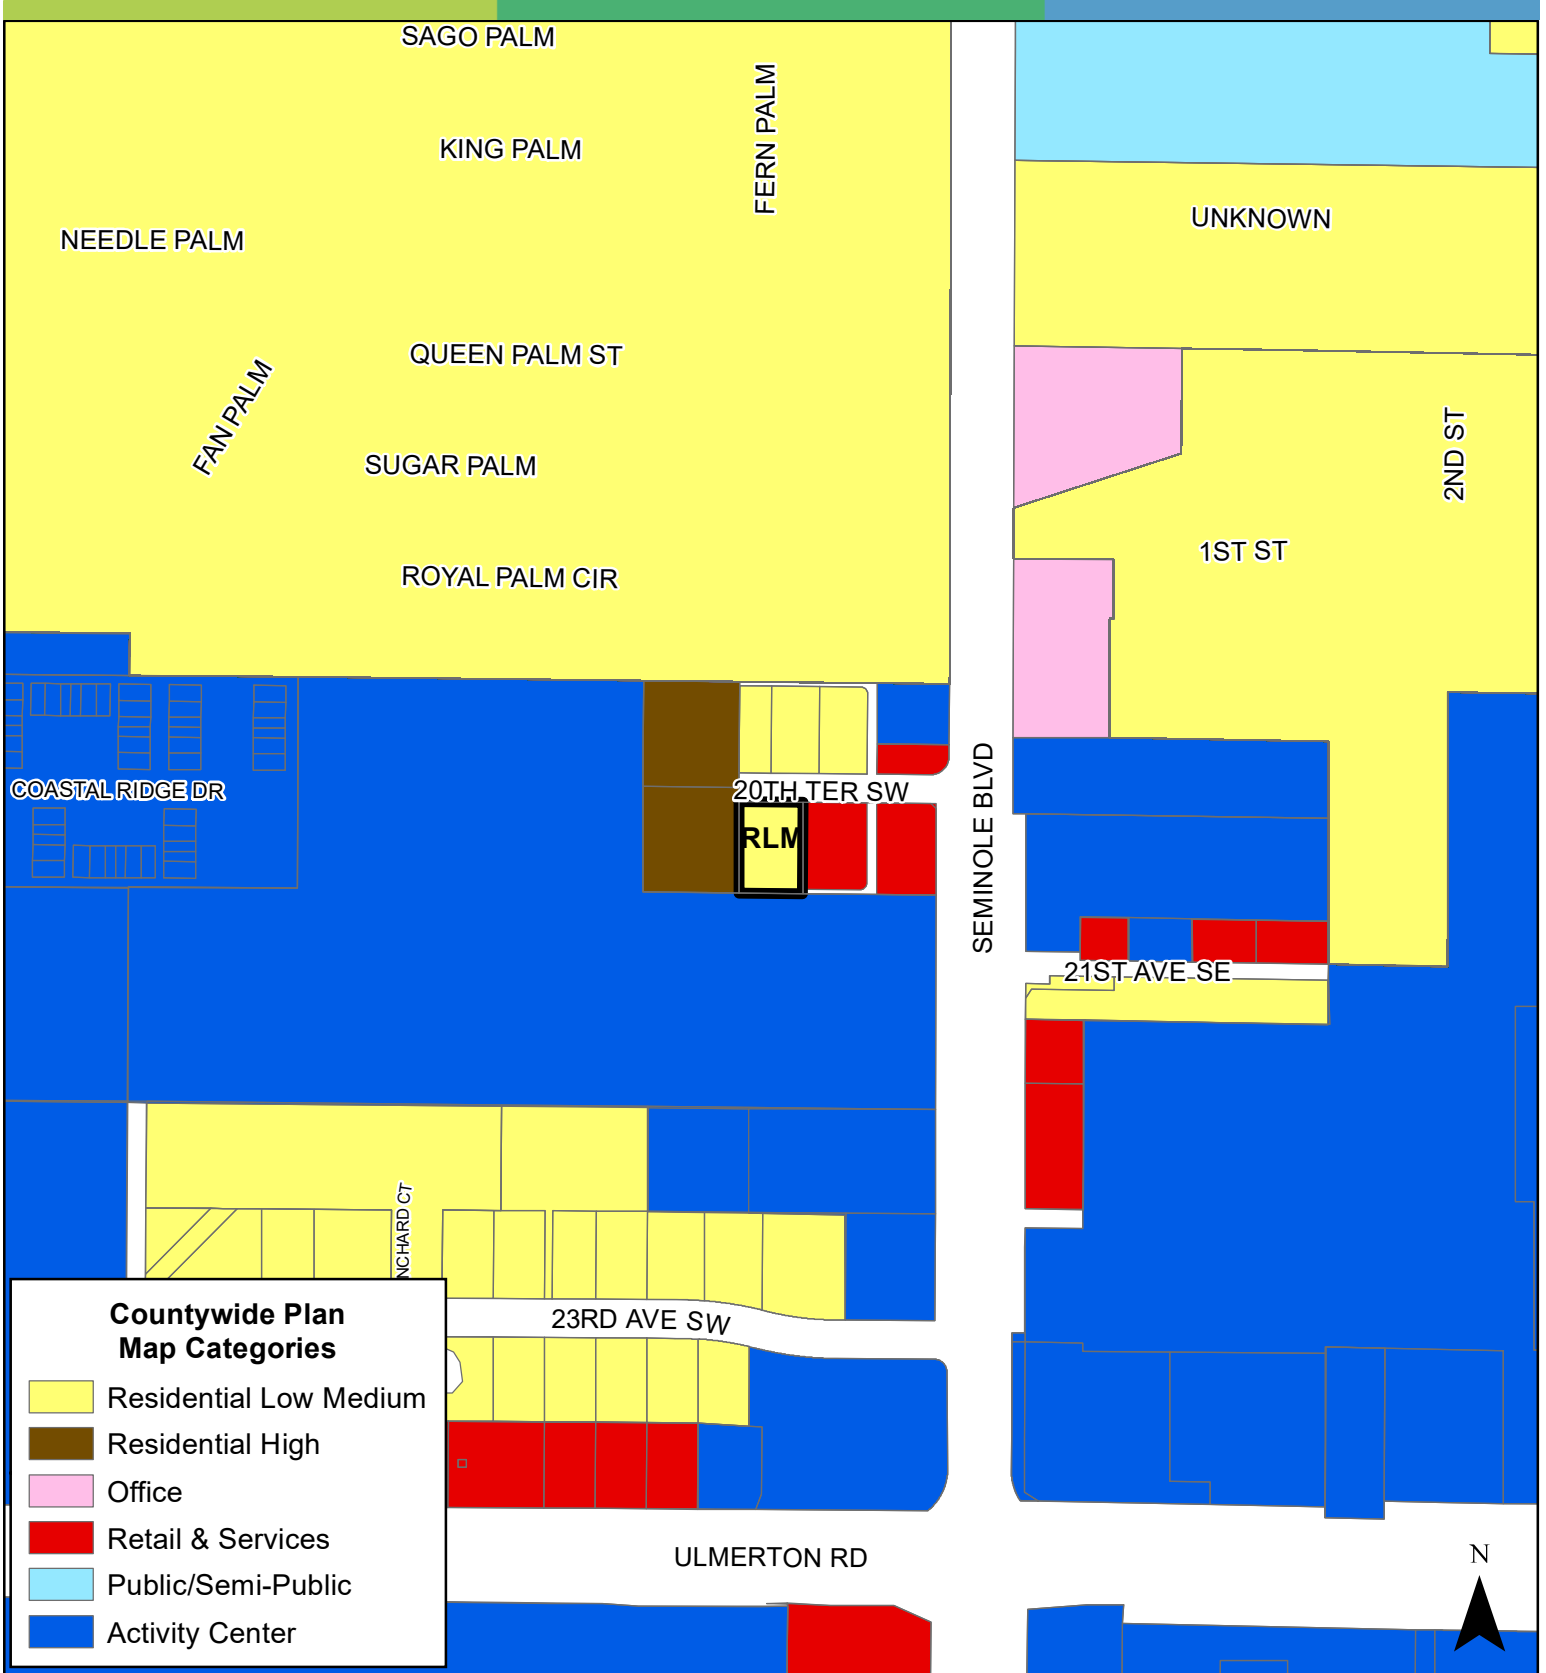 SAGO PALM
FERN PALM
KING PALM
UNKNOWN
NEEDLE PALM
QUEEN PALM ST
FAN PALM
2ND ST
SUGAR PALM
1ST ST
ROYAL PALM CIR
COASTAL RIDGE DR
20TH TER SW
RLM
SEMINOLE BLVD
21ST AVE SE
NCHARD CT
23RD AVE SW
Countywide Plan
Map Categories
Residential Low Medium
Residential High
Office
Retail & Services
Public/Semi-Public
Activity Center
ULMERTON RD
N